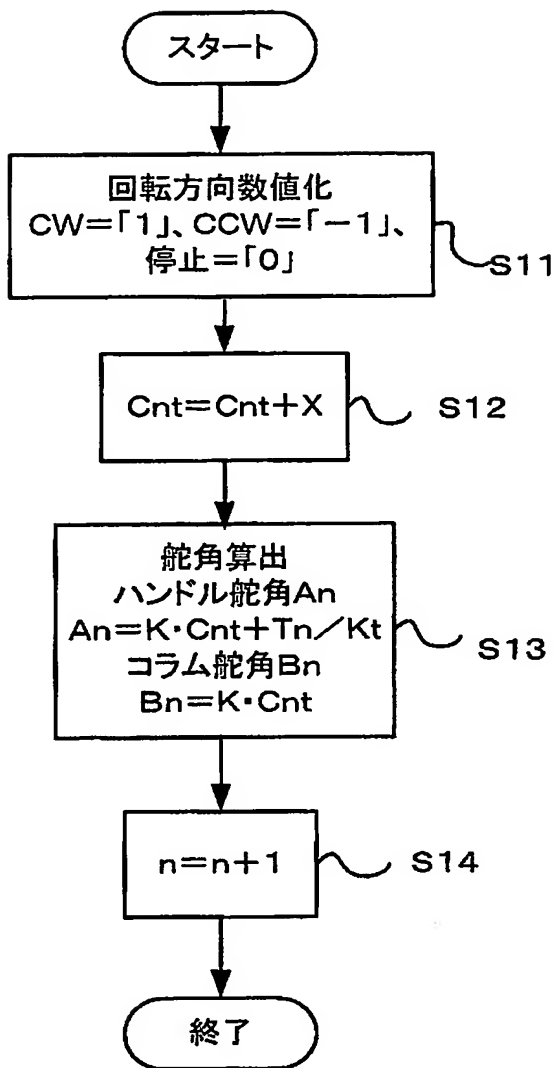 スタート
回転方向数値化
CW=「1」、CCW=「-1」、
停止=「0」
S11
Cnt=Cnt+X
S12
舵角算出
ハンドル舵角An
An=K・Cnt+Tn/Kt
コラム舵角Bn
Bn=K・Cnt
S13
n=n+1
S14
終了